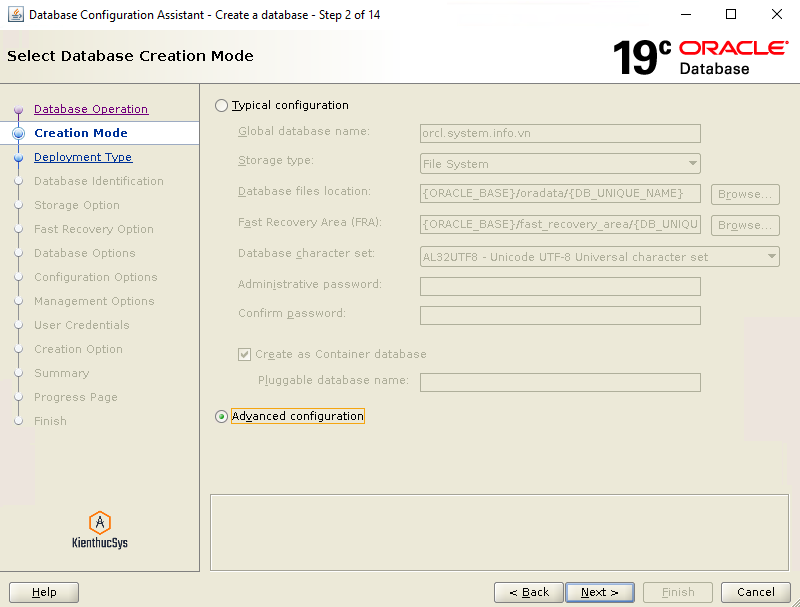 Database Configuration Assistant - Create a database - Step 2 of 14
Select Database Creation Mode
19c ORACLE
Database
Database Operation
Creation Mode
Deployment Type
Database Identification
Storage Option
Fast Recovery Option
Database Options
Configuration Options
Management Options
User Credentials
Creation Option
Summary
Progress Page
Finish
Typical configuration
Global database name: orcl.system.info.vn
Storage type: File System
Database files location: {ORACLE_BASE}/oradata/{DB_UNIQUE_NAME} Browse...
Fast Recovery Area (FRA): {ORACLE_BASE}/fast_recovery_area/{DB_UNIQU Browse...
Database character set: AL32UTF8 - Unicode UTF-8 Universal character set
Administrative password:
Confirm password:
Create as Container database
Pluggable database name:
Advanced configuration
KienthucSys
Help < Back Next > Finish Cancel